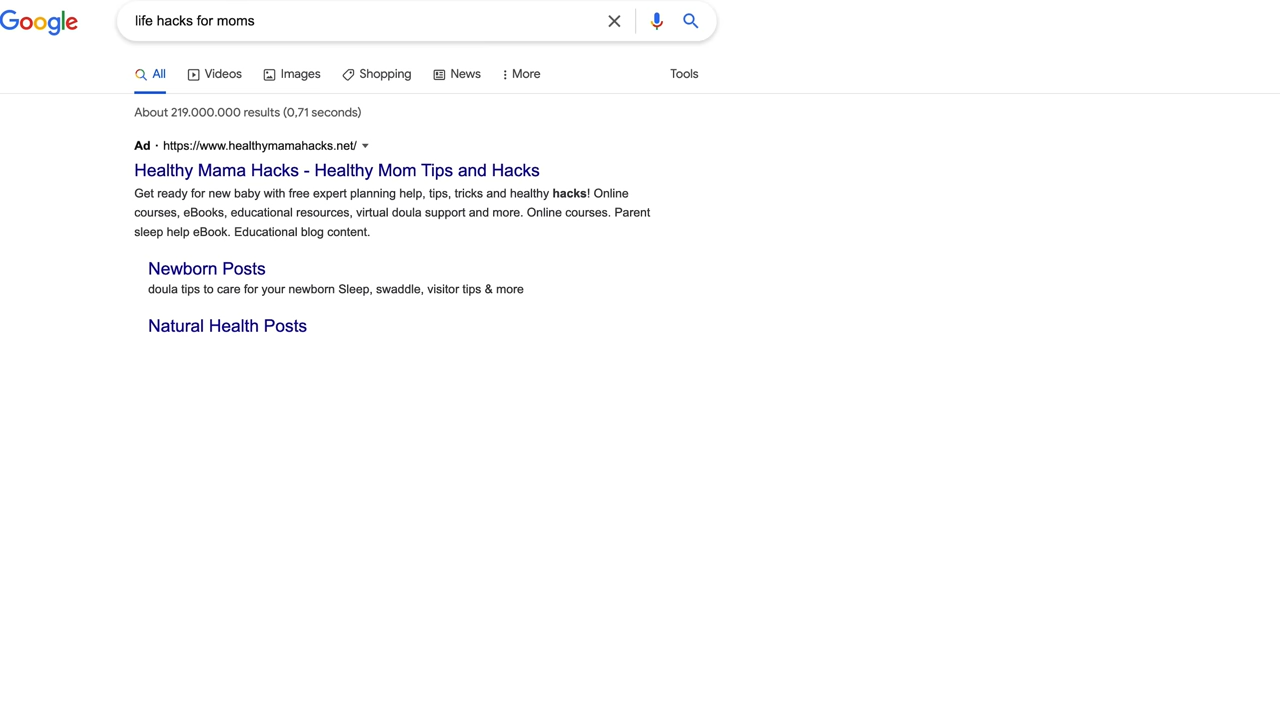 Google
life hacks for moms
All Videos Images Shopping News More Tools
About 219.000.000 results (0,71 seconds)
Ad · https://www.healthymamahacks.net/
Healthy Mama Hacks - Healthy Mom Tips and Hacks
Get ready for new baby with free expert planning help, tips, tricks and healthy hacks! Online
courses, eBooks, educational resources, virtual doula support and more. Online courses. Parent
sleep help eBook. Educational blog content.
Newborn Posts
doula tips to care for your newborn Sleep, swaddle, visitor tips & more
Natural Health Posts